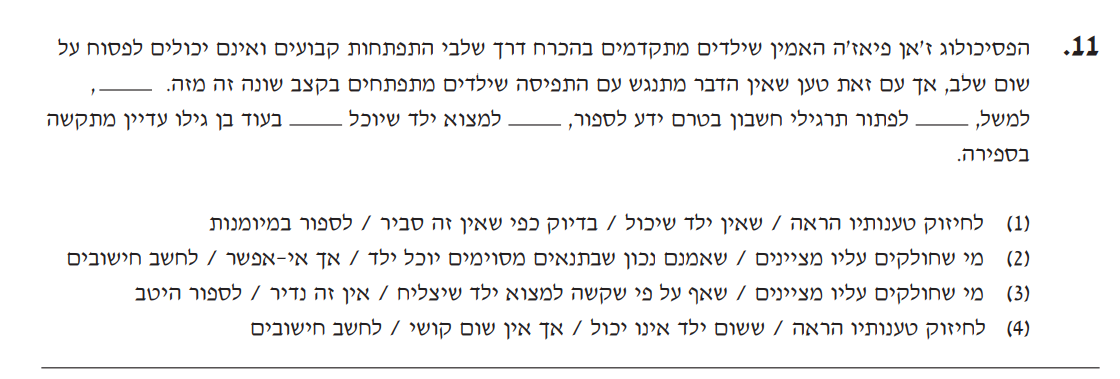 11. הפסיכולוג ז'אן פיאז'ה האמין שילדים מתקדמים בהכרח דרך שלבי התפתחות קבועים ואינם יכולים לפסוח על
שום שלב, אך עם זאת טען שאין הדבר מתנגש עם התפיסה שילדים מתפתחים בקצב שונה זה מזה. _____,
למשל, _____ לפתור תרגילי חשבון בטרם ידע לספור, _____ למצוא ילד שיוכל _____ בעוד בן גילו עדיין מתקשה
בספירה.
(1) לחיזוק טענותיו הראה / שאין ילד שיכול / בדיוק כפי שאין זה סביר / לספור במיומנות
(2) מי שחולקים עליו מציינים / שאמנם נכון שבתנאים מסוימים יוכל ילד / אך אי-אפשר / לחשב חישובים
(3) מי שחולקים עליו מציינים / שאף על פי שקשה למצוא ילד שיצליח / אין זה נדיר / לספור היטב
(4) לחיזוק טענותיו הראה / ששום ילד אינו יכול / אך אין שום קושי / לחשב חישובים